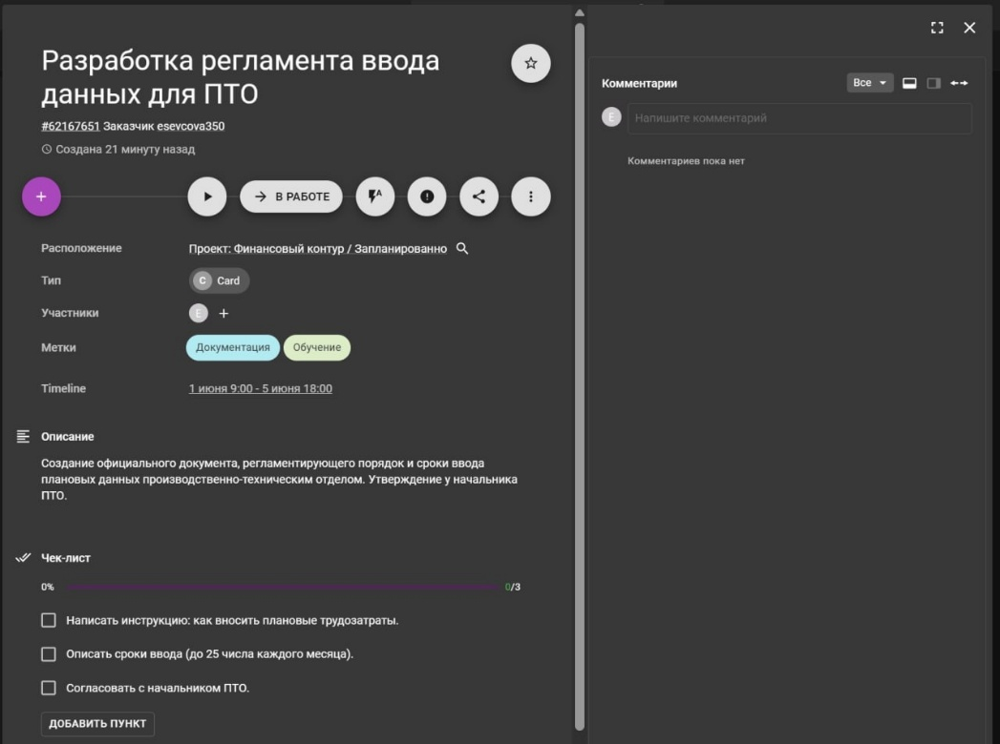 Разработка регламента ввода
данных для ПТО
#62167651 Заказчик esevcova350
Создана 21 минуту назад
+
→ В РАБОТЕ
A
Расположение
Проект: Финансовый контур / Запланированно
Тип
C Card
Участники
E +
Метки
Документация
Обучение
Timeline
1 июня 9:00 - 5 июня 18:00
Описание
Создание официального документа, регламентирующего порядок и сроки ввода
плановых данных производственно-техническим отделом. Утверждение у начальника
ПТО.
Чек-лист
0%
0/3
Написать инструкцию: как вносить плановые трудозатраты.
Описать сроки ввода (до 25 числа каждого месяца).
Согласовать с начальником ПТО.
ДОБАВИТЬ ПУНКТ
Комментарии
Все
E
Напишите комментарий
Комментариев пока нет